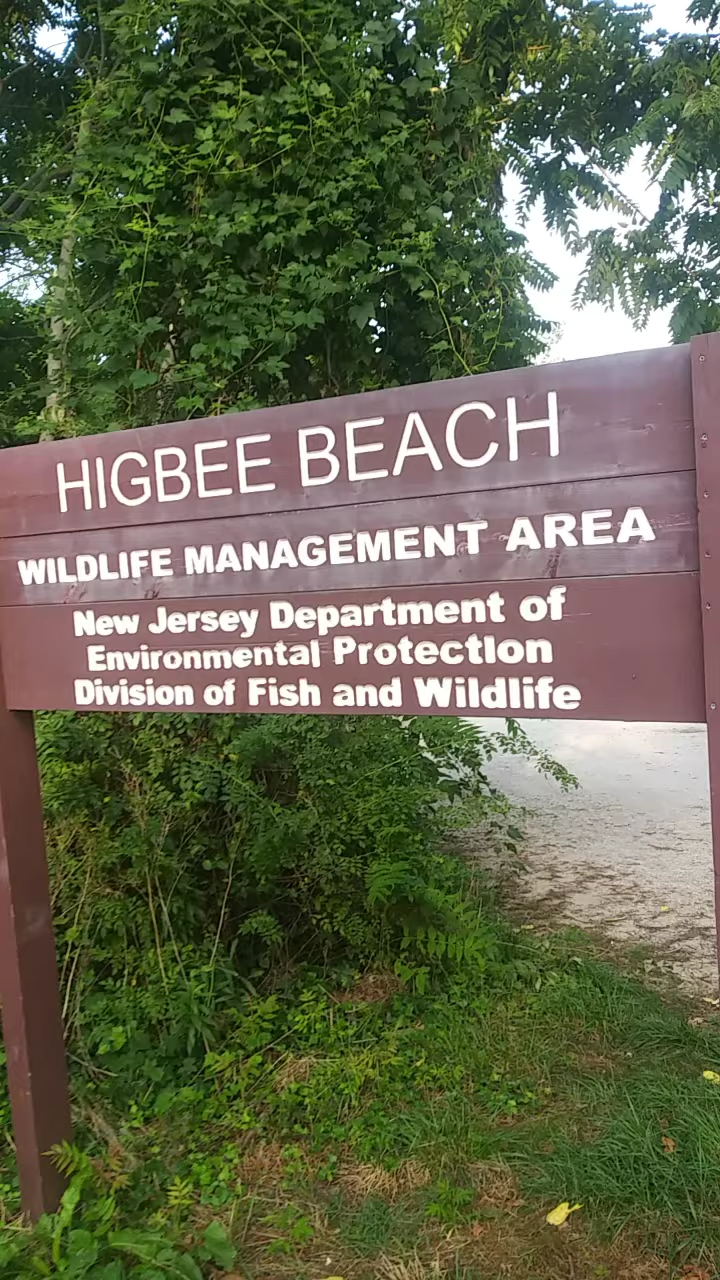 HIGBEE BEACH
WILDLIFE MANAGEMENT AREA
New Jersey Department of
Environmental Protection
Division of Fish and Wildlife